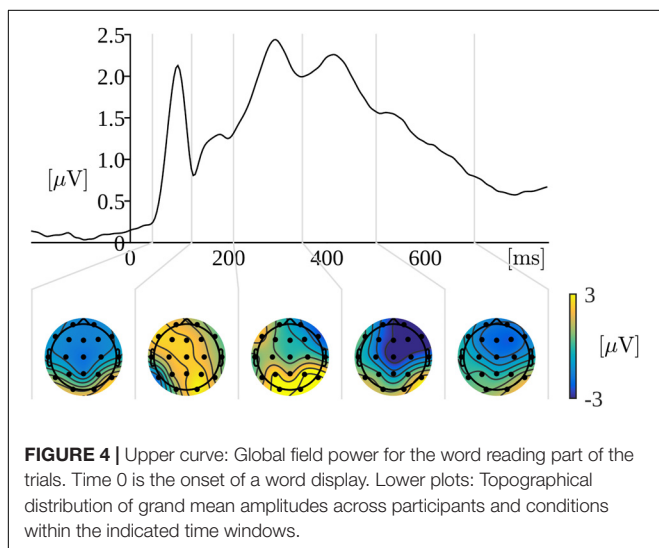 2.5
2.0
1.5
1.0
[μV]
0.5
0
0 200 400 600 [ms]
3
[μV]
-3
FIGURE 4 | Upper curve: Global field power for the word reading part of the
trials. Time 0 is the onset of a word display. Lower plots: Topographical
distribution of grand mean amplitudes across participants and conditions
within the indicated time windows.